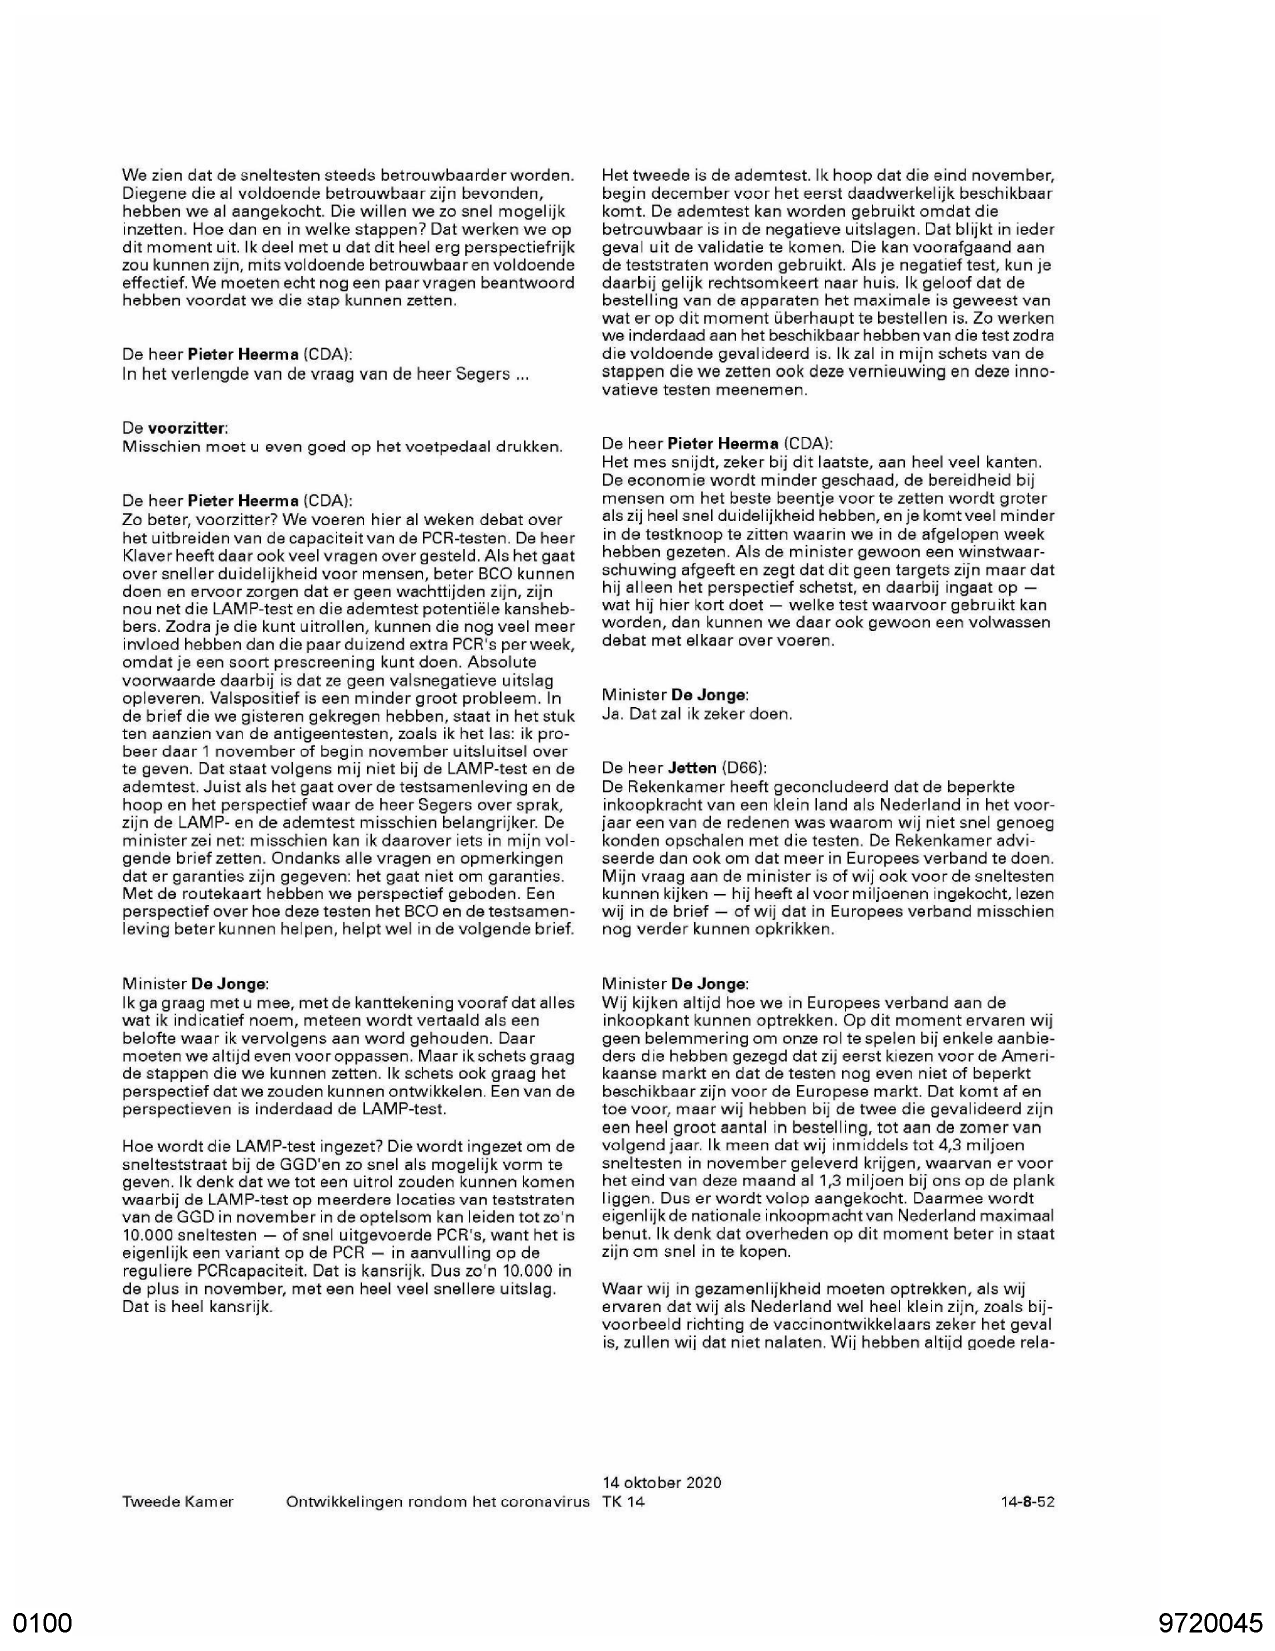 We zien dat de sneltesten steeds betrouwbaarder worden.
Diegene die al voldoende betrouwbaar zijn bevonden,
hebben we al aangekocht. Die willen we zo snel mogelijk
inzetten. Hoe dan en in welke stappen? Dat werken we op
dit moment uit. Ik deel met u dat dit heel erg perspectiefrijk
zou kunnen zijn, mits voldoende betrouwbaar en voldoende
effectief. We moeten echt nog een paar vragen beantwoord
hebben voordat we die stap kunnen zetten.
De heer Pieter Heerma (CDA):
In het verlengde van de vraag van de heer Segers ...
De voorzitter:
Misschien moet u even goed op het voetpedaal drukken.
De heer Pieter Heerma (CDA):
Zo beter, voorzitter? We voeren hier al weken debat over
het uitbreiden van de capaciteit van de PCR-testen. De heer
Klaver heeft daar ook veel vragen over gesteld. Als het gaat
over sneller duidelijkheid voor mensen, beter BCO kunnen
doen en ervoor zorgen dat er geen wachttijden zijn, zijn
nou net die LAMP-test en die ademtest potentiële kansheb-
bers. Zodra je die kunt uitrollen, kunnen die nog veel meer
invloed hebben dan die paar duizend extra PCR's per week,
omdat je een soort prescreening kunt doen. Absolute
voorwaarde daarbij is dat ze geen valsnegatieve uitslag
opleveren. Valspositief is een minder groot probleem. In
de brief die we gisteren gekregen hebben, staat in het stuk
ten aanzien van de antigeentesten, zoals ik het las: ik pro-
beer daar 1 november of begin november uitsluitsel over
te geven. Dat staat volgens mij niet bij de LAMP-test en de
ademtest. Juist als het gaat over de testsamenleving en de
hoop en het perspectief waar de heer Segers over sprak,
zijn de LAMP- en de ademtest misschien belangrijker. De
minister zei net: misschien kan ik daarover iets in mijn vol-
gende brief zetten. Ondanks alle vragen en opmerkingen
dat er garanties zijn gegeven: het gaat niet om garanties.
Met de routekaart hebben we perspectief geboden. Een
perspectief over hoe deze testen het BCO en de testsamen-
leving beter kunnen helpen, helpt wel in de volgende brief.
Minister De Jonge:
Ik ga graag met u mee, met de kanttekening vooraf dat alles
wat ik indicatief noem, meteen wordt vertaald als een
belofte waar ik vervolgens aan word gehouden. Daar
moeten we altijd even voor oppassen. Maar ik schets graag
de stappen die we kunnen zetten. Ik schets ook graag het
perspectief dat we zouden kunnen ontwikkelen. Een van de
perspectieven is inderdaad de LAMP-test.
Hoe wordt die LAMP-test ingezet? Die wordt ingezet om de
snelteststraat bij de GGD'en zo snel als mogelijk vorm te
geven. Ik denk dat we tot een uitrol zouden kunnen komen
waarbij de LAMP-test op meerdere locaties van teststraten
van de GGD in november in de optelsom kan leiden tot zo'n
10.000 sneltesten — of snel uitgevoerde PCR's, want het is
eigenlijk een variant op de PCR — in aanvulling op de
reguliere PCRcapaciteit. Dat is kansrijk. Dus zo'n 10.000 in
de plus in november, met een heel veel snellere uitslag.
Dat is heel kansrijk.
Het tweede is de ademtest. Ik hoop dat die eind november,
begin december voor het eerst daadwerkelijk beschikbaar
komt. De ademtest kan worden gebruikt omdat die
betrouwbaar is in de negatieve uitslagen. Dat blijkt in ieder
geval uit de validatie te komen. Die kan voorafgaand aan
de teststraten worden gebruikt. Als je negatief test, kun je
daarbij gelijk rechtsomkeert naar huis. Ik geloof dat de
bestelling van de apparaten het maximale is geweest van
wat er op dit moment überhaupt te bestellen is. Zo werken
we inderdaad aan het beschikbaar hebben van die test zodra
die voldoende gevalideerd is. Ik zal in mijn schets van de
stappen die we zetten ook deze vernieuwing en deze inno-
vatieve testen meenemen.
De heer Pieter Heerma (CDA):
Het mes snijdt, zeker bij dit laatste, aan heel veel kanten.
De economie wordt minder geschaad, de bereidheid bij
mensen om het beste beentje voor te zetten wordt groter
als zij heel snel duidelijkheid hebben, en je komt veel minder
in de testknoop te zitten waarin we in de afgelopen week
hebben gezeten. Als de minister gewoon een winstwaar-
schuwing afgeeft en zegt dat dit geen targets zijn maar dat
hij alleen het perspectief schetst, en daarbij ingaat op —
wat hij hier kort doet — welke test waarvoor gebruikt kan
worden, dan kunnen we daar ook gewoon een volwassen
debat met elkaar over voeren.
Minister De Jonge:
Ja. Dat zal ik zeker doen.
De heer Jetten (D66):
De Rekenkamer heeft geconcludeerd dat de beperkte
inkoopkracht van een klein land als Nederland in het voor-
jaar een van de redenen was waarom wij niet snel genoeg
konden opschalen met die testen. De Rekenkamer advi-
seerde dan ook om dat meer in Europees verband te doen.
Mijn vraag aan de minister is of wij ook voor de sneltesten
kunnen kijken — hij heeft al voor miljoenen ingekocht, lezen
wij in de brief — of wij dat in Europees verband misschien
nog verder kunnen opkrikken.
Minister De Jonge:
Wij kijken altijd hoe we in Europees verband aan de
inkoopkant kunnen optrekken. Op dit moment ervaren wij
geen belemmering om onze rol te spelen bij enkele aanbie-
ders die hebben gezegd dat zij eerst kiezen voor de Ameri-
kaanse markt en dat de testen nog even niet of beperkt
beschikbaar zijn voor de Europese markt. Dat komt af en
toe voor, maar wij hebben bij de twee die gevalideerd zijn
een heel groot aantal in bestelling, tot aan de zomer van
volgend jaar. Ik meen dat wij inmiddels tot 4,3 miljoen
sneltesten in november geleverd krijgen, waarvan er voor
het eind van deze maand al 1,3 miljoen bij ons op de plank
liggen. Dus er wordt volop aangekocht. Daarmee wordt
eigenlijk de nationale inkoopmacht van Nederland maximaal
benut. Ik denk dat overheden op dit moment beter in staat
zijn om snel in te kopen.
Waar wij in gezamenlijkheid moeten optrekken, als wij
ervaren dat wij als Nederland wel heel klein zijn, zoals bij-
voorbeeld richting de vaccinontwikkelaars zeker het geval
is, zullen wij dat niet nalaten. Wij hebben altijd goede rela-
14 oktober 2020
Tweede Kamer Ontwikkelingen rondom het coronavirus TK 14 14-8-52
0100 9720045